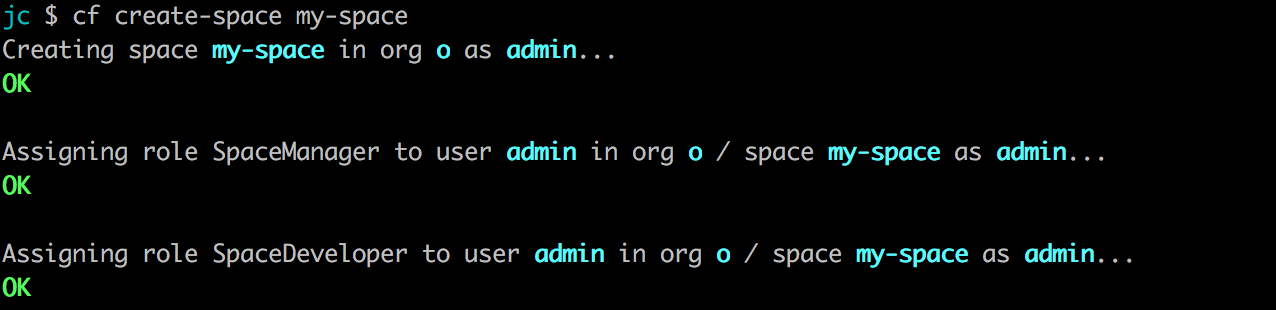 jc $ cf create-space my-space
Creating space my-space in org o as admin...
OK
Assigning role SpaceManager to user admin in org o / space my-space as admin...
OK
Assigning role SpaceDeveloper to user admin in org o / space my-space as admin...
OK